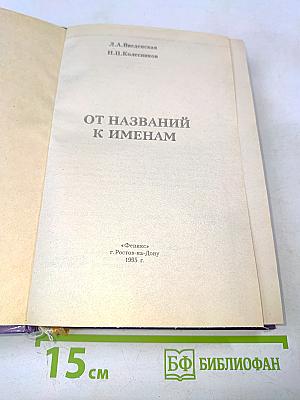 Л.А.Введенская
Н.П.Колесников
ОТ НАЗВАНИЙ
К ИМЕНАМ
«Феникс»
г.Ростов-на-Дону
1995 г.
15 см
БФ БИБЛИОФАН